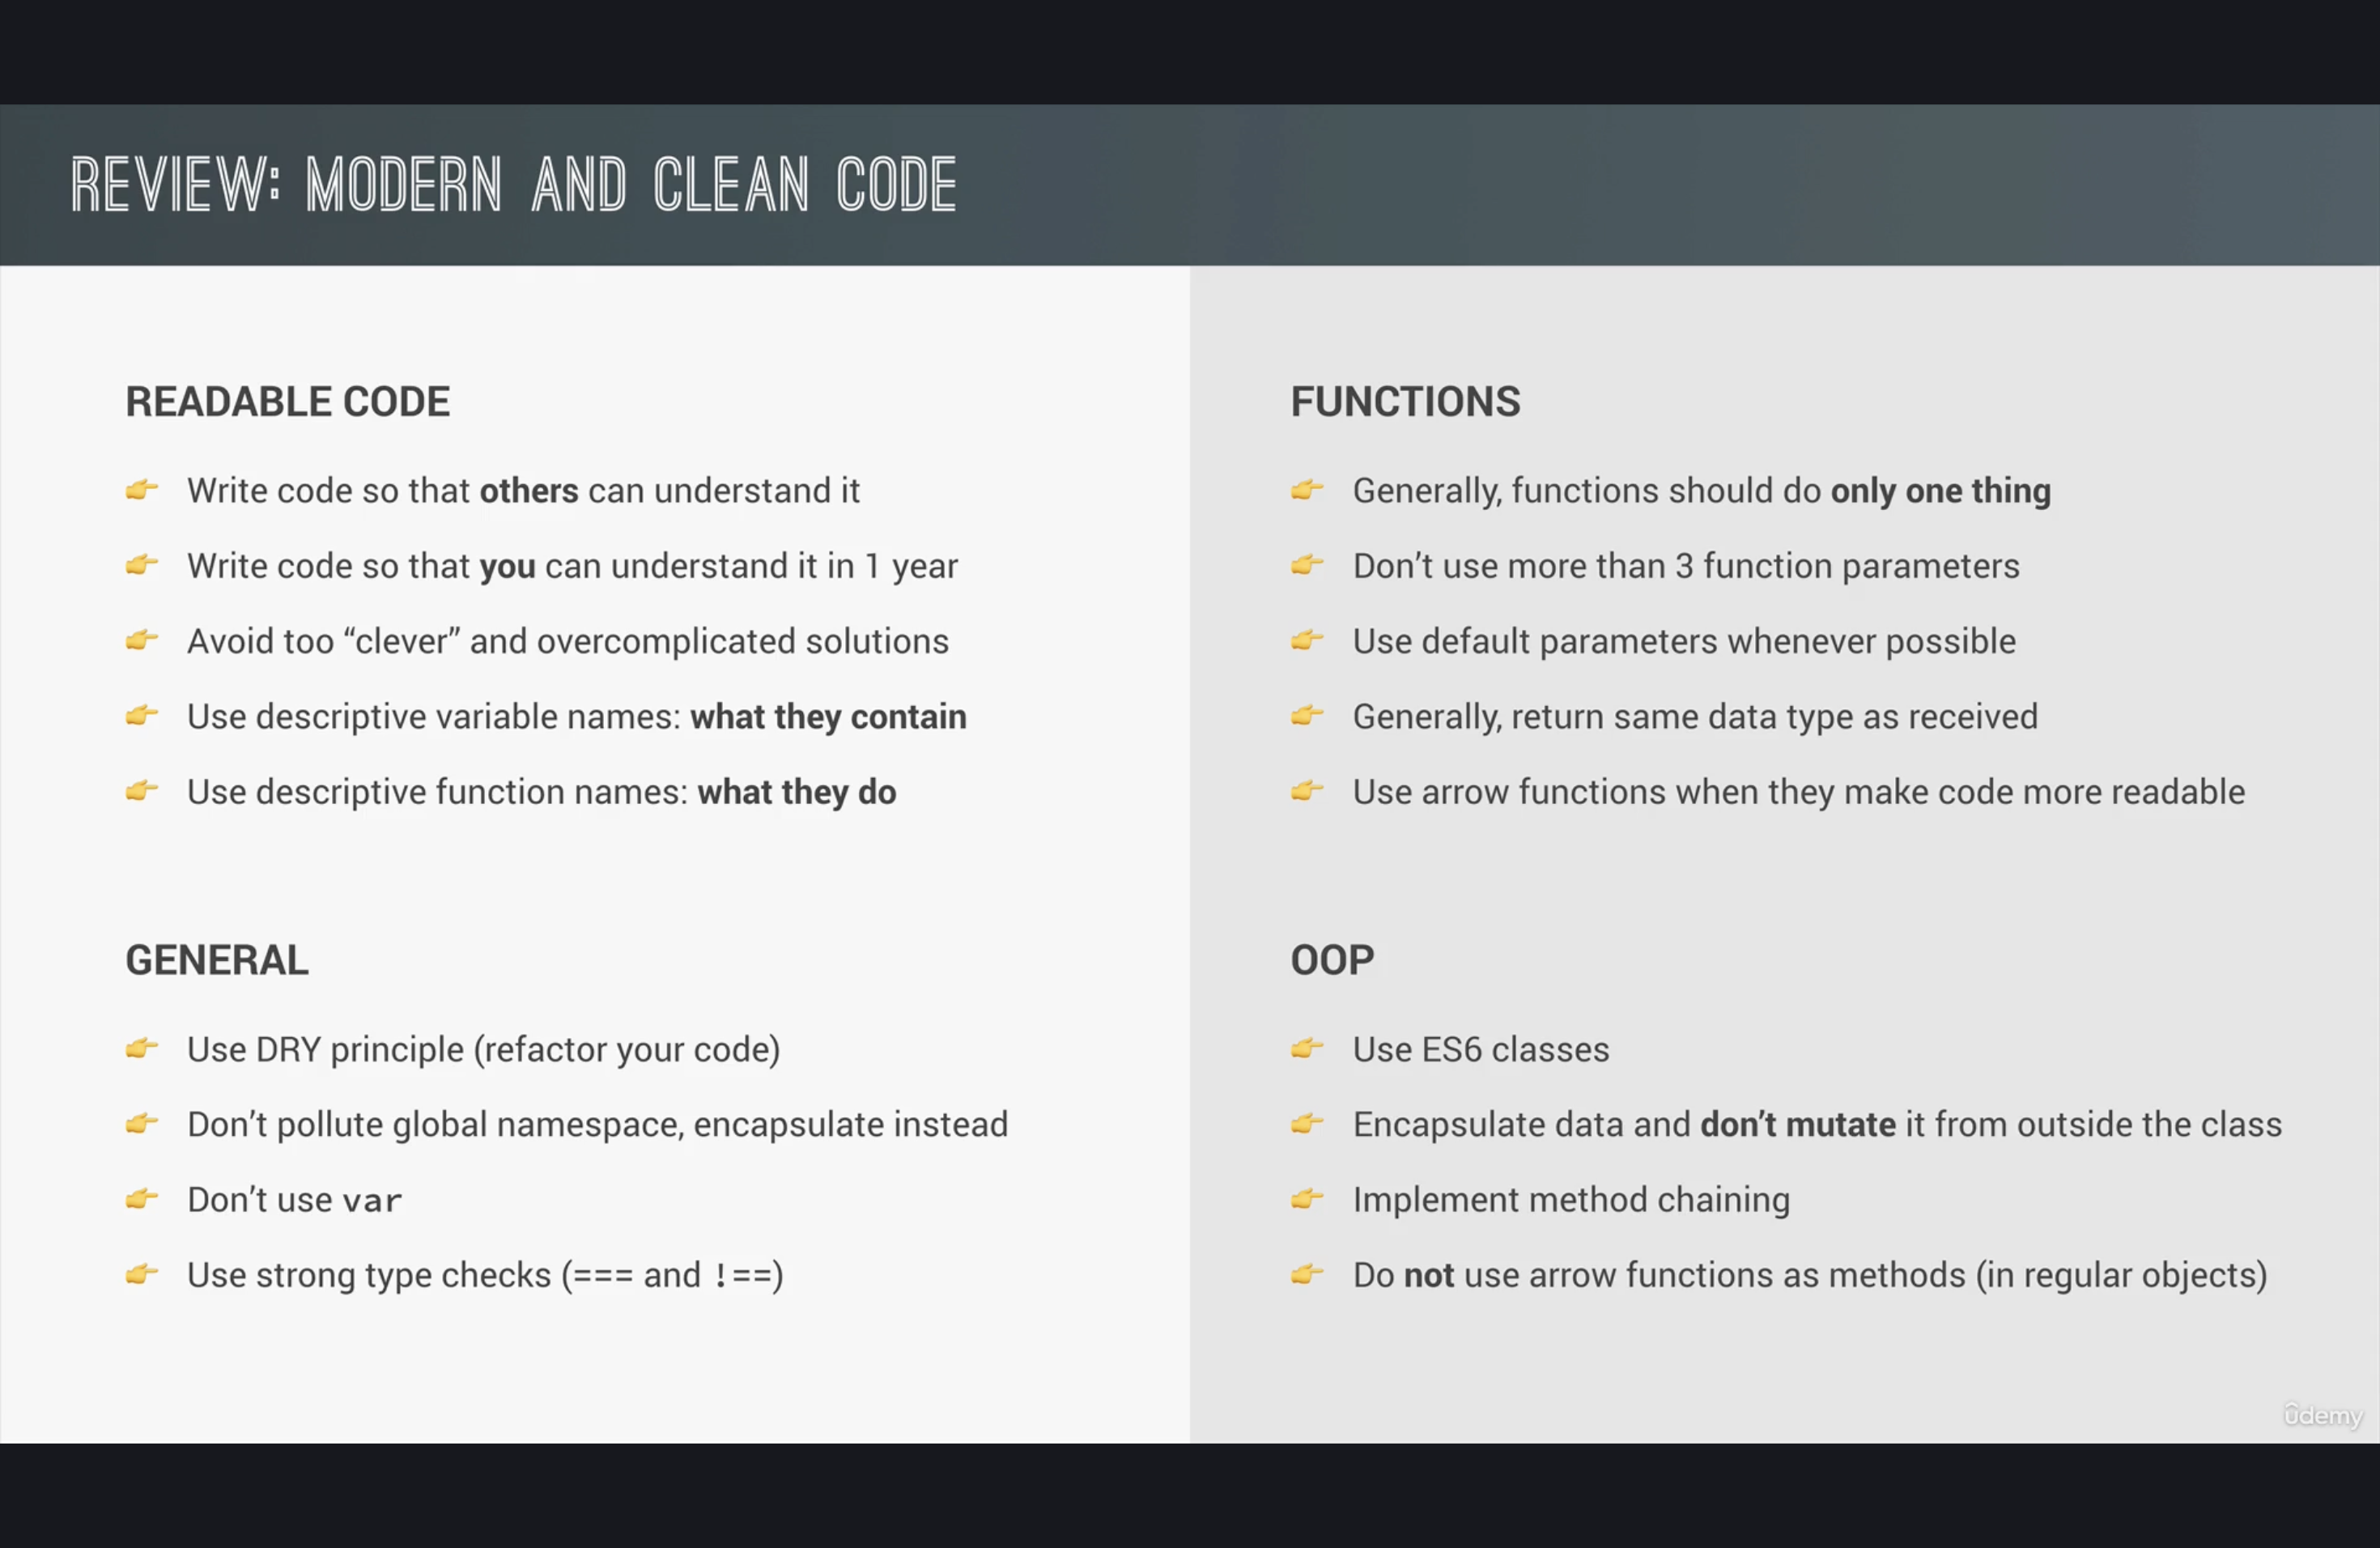 REVIEW: MODERN AND CLEAN CODE
READABLE CODE
👉 Write code so that others can understand it
👉 Write code so that you can understand it in 1 year
👉 Avoid too “clever” and overcomplicated solutions
👉 Use descriptive variable names: what they contain
👉 Use descriptive function names: what they do
GENERAL
👉 Use DRY principle (refactor your code)
👉 Don’t pollute global namespace, encapsulate instead
👉 Don’t use var
👉 Use strong type checks (=== and !==)
FUNCTIONS
👉 Generally, functions should do only one thing
👉 Don’t use more than 3 function parameters
👉 Use default parameters whenever possible
👉 Generally, return same data type as received
👉 Use arrow functions when they make code more readable
OOP
👉 Use ES6 classes
👉 Encapsulate data and don’t mutate it from outside the class
👉 Implement method chaining
👉 Do not use arrow functions as methods (in regular objects)
ûdemy